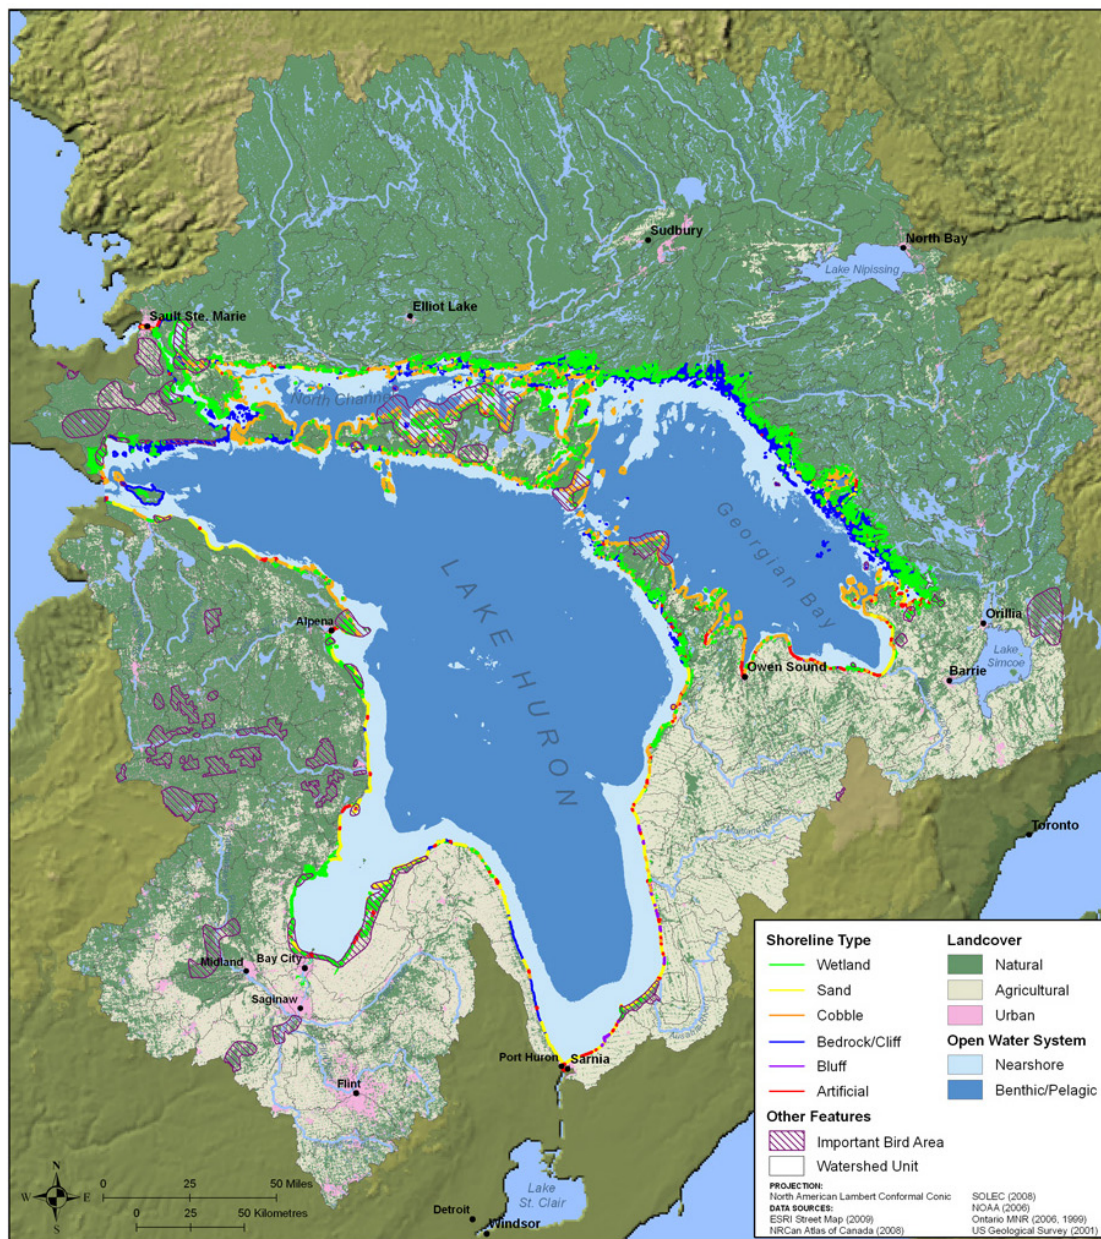 Sudbury
North Bay
Lake Nipissing
Elliot Lake
Sault Ste. Marie
North Channel
Georgian Bay
LAKE HURON
Alpena
Orillia
Lake
Simcoe
Barrie
Owen Sound
Toronto
Midland
Bay City
Saginaw
Flint
Port Huron
Sarnia
Lake
St. Clair
Detroit
Windsor
N
W
E
S
0
25
50 Miles
0
25
50 Kilometres
Shoreline Type
Wetland
Sand
Cobble
Bedrock/Cliff
Bluff
Artificial
Other Features
Important Bird Area
Watershed Unit
Landcover
Natural
Agricultural
Urban
Open Water System
Nearshore
Benthic/Pelagic
PROJECTION:
North American Lambert Conformal Conic
DATA SOURCES:
ESRI Street Map (2009)
NRCan Atlas of Canada (2008)
SOLEC (2008)
NOAA (2006)
Ontario MNR (2006, 1999)
US Geological Survey (2001)